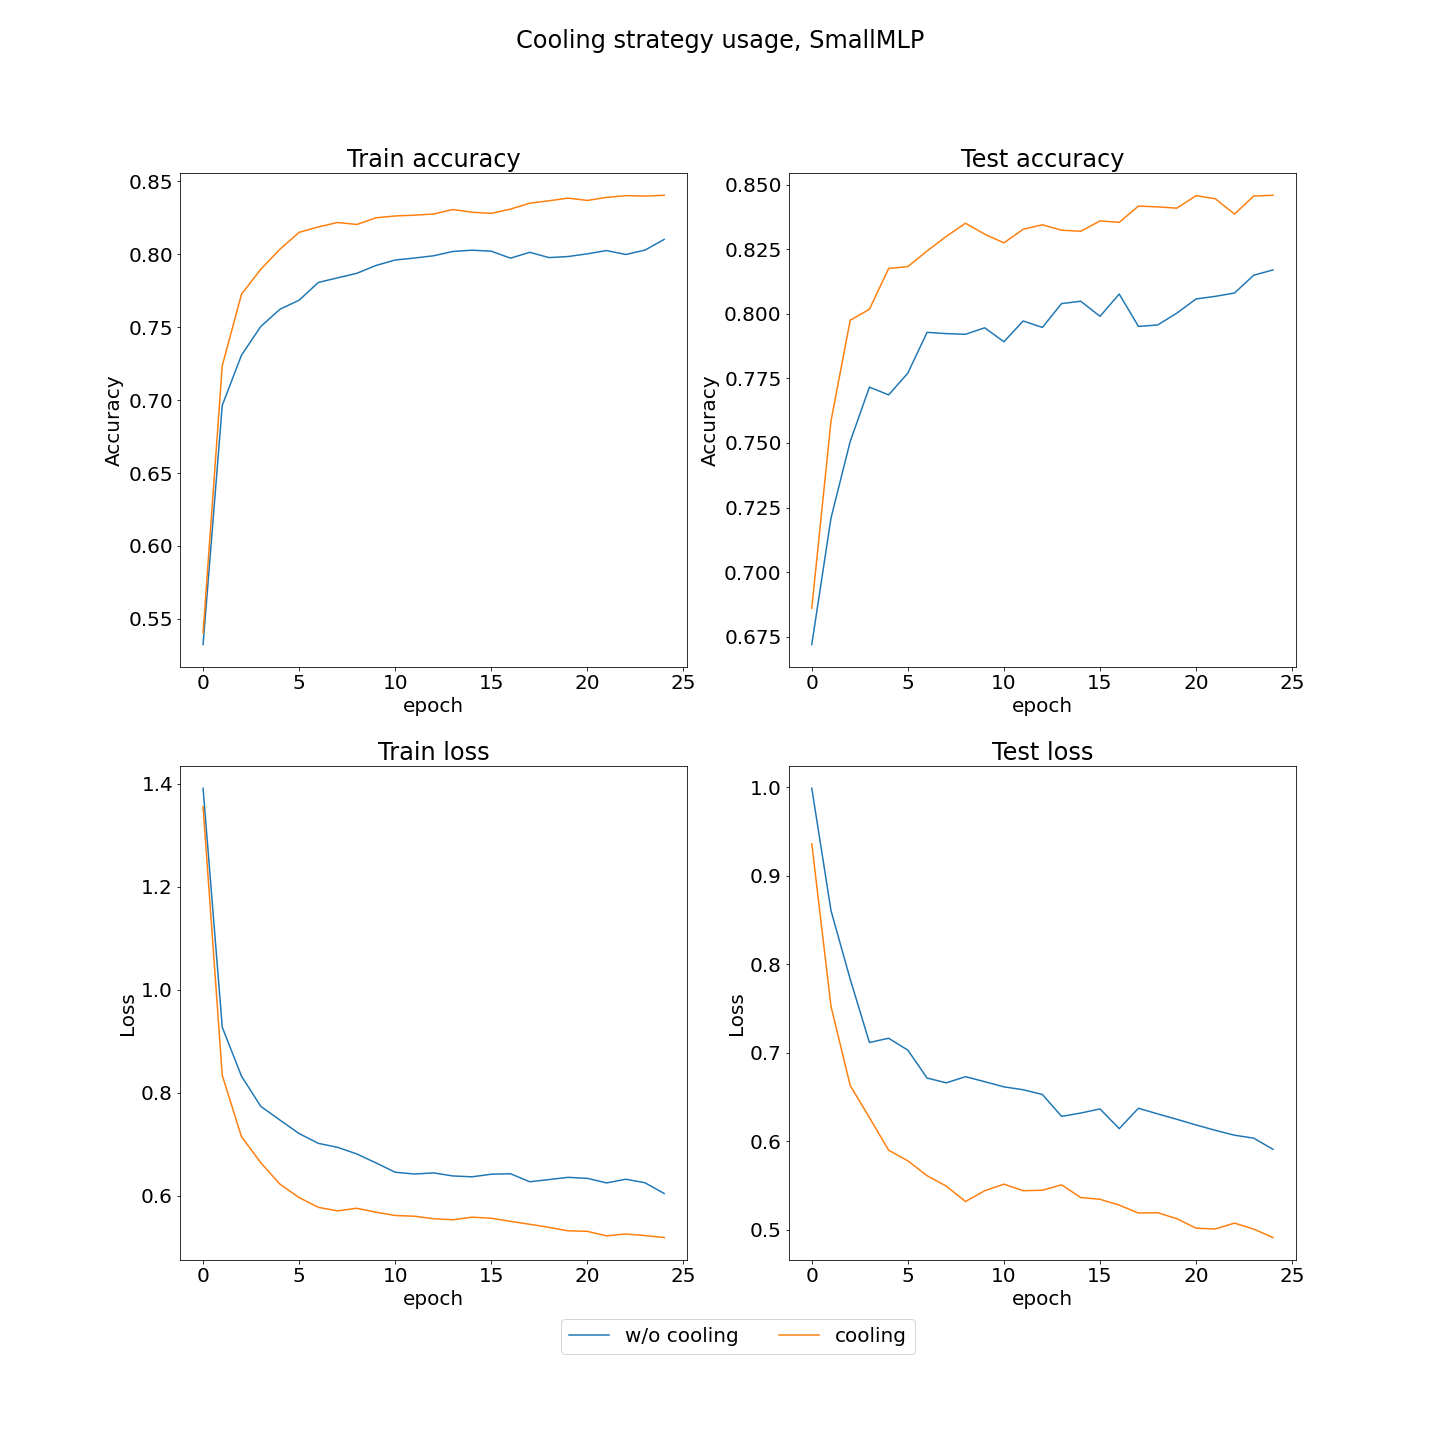 Cooling strategy usage, SmallMLP
Train accuracy
0.85
0.80
0.75
0.70
0.65
0.60
0.55
Accuracy
0 5 10 15 20 25
epoch
Test accuracy
0.850
0.825
0.800
0.775
0.750
0.725
0.700
0.675
Accuracy
0 5 10 15 20 25
epoch
Train loss
1.4
1.2
1.0
0.8
0.6
Loss
0 5 10 15 20 25
epoch
Test loss
1.0
0.9
0.8
0.7
0.6
0.5
Loss
0 5 10 15 20 25
epoch
w/o cooling cooling